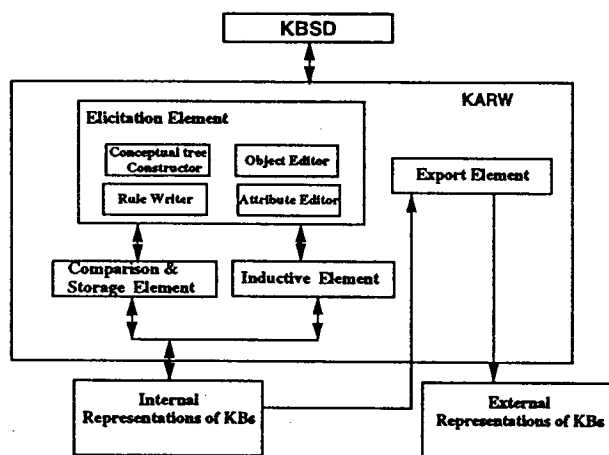 KBSD
KARW
Elicitation Element
Conceptual tree
Constructor
Object Editor
Rule Writer
Attribute Editor
Export Element
Comparison &
Storage Element
Inductive Element
Internal
Representations of KBs
External
Representations of KBs